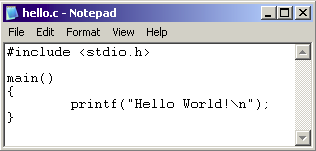 hello.c - Notepad
File Edit Format View Help
#include <stdio.h>
main()
{
        printf("Hello World!\n");
}